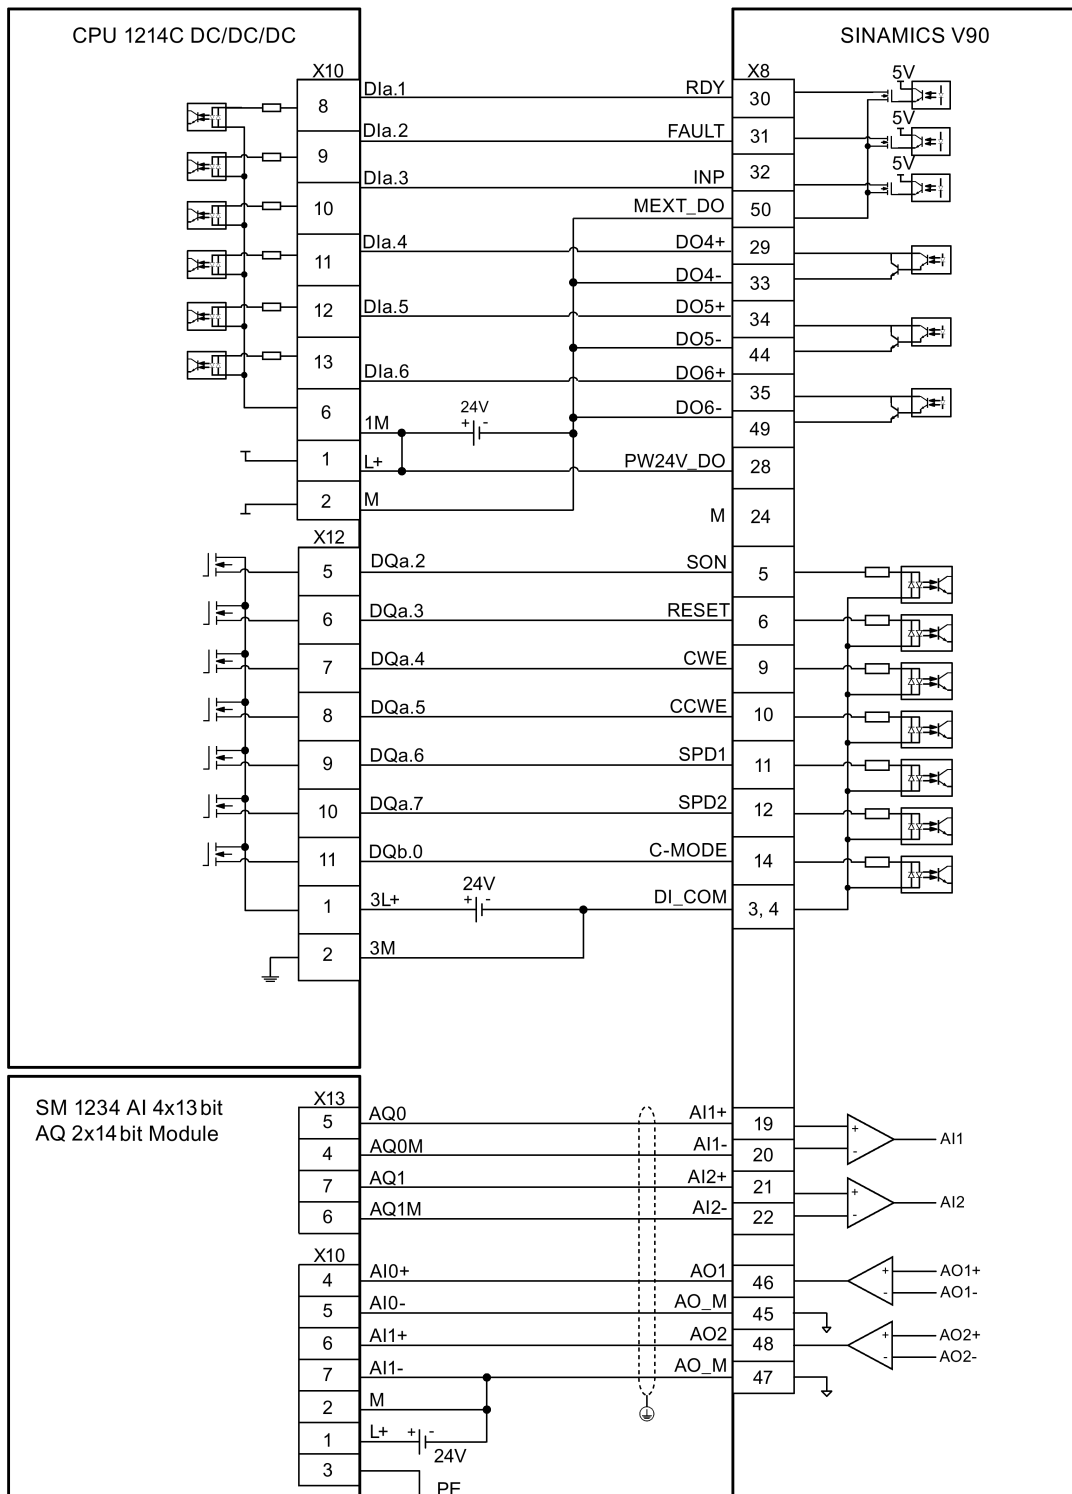 CPU 1214C DC/DC/DC
SINAMICS V90
X10
X8
5V
8
DIa.1
RDY
30
5V
9
DIa.2
FAULT
31
5V
10
DIa.3
INP
32
MEXT_DO
50
11
DIa.4
DO4+
29
DO4-
33
12
DIa.5
DO5+
34
DO5-
44
13
DIa.6
DO6+
35
6
1M
24V
+ -
DO6-
49
1
L+
PW24V_DO
28
2
M
M
24
X12
5
DQa.2
SON
5
6
DQa.3
RESET
6
7
DQa.4
CWE
9
8
DQa.5
CCWE
10
9
DQa.6
SPD1
11
10
DQa.7
SPD2
12
11
DQb.0
C-MODE
14
1
3L+
24V
+ -
DI_COM
3, 4
2
3M
SM 1234 AI 4x13bit
AQ 2x14bit Module
X13
5
AQ0
AI1+
19
+
-
AI1
4
AQ0M
AI1-
20
7
AQ1
AI2+
21
+
-
AI2
6
AQ1M
AI2-
22
X10
4
AI0+
AO1
46
+
-
AO1+
AO1-
5
AI0-
AO_M
45
6
AI1+
AO2
48
+
-
AO2+
AO2-
7
AI1-
AO_M
47
2
M
1
L+
+ -
24V
3
PE